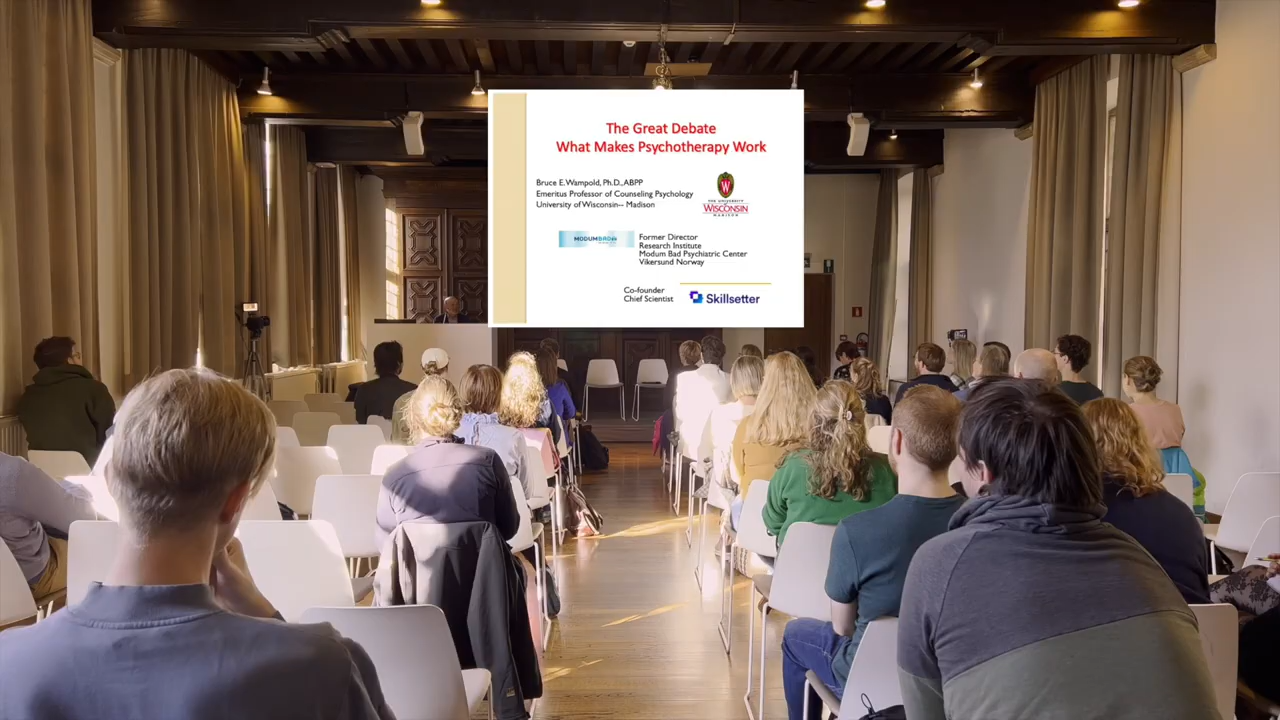 The Great Debate
What Makes Psychotherapy Work
Bruce E. Wampold, Ph.D., ABPP
Emeritus Professor of Counseling Psychology
University of Wisconsin-- Madison
W
THE UNIVERSITY
of
WISCONSIN
MADISON
MODUM BAD
Former Director
Research Institute
Modum Bad Psychiatric Center
Vikersund Norway
Co-founder
Chief Scientist
Skillsetter